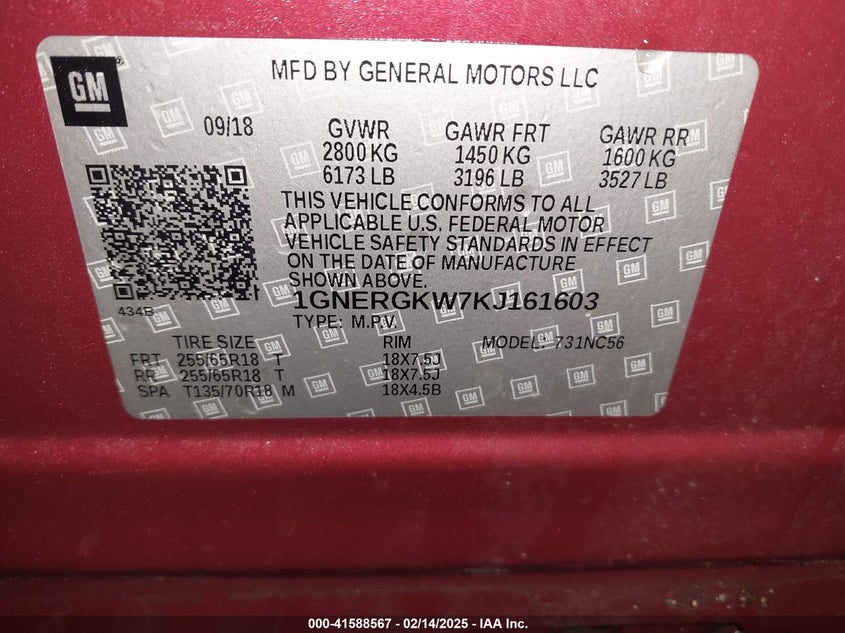 GM
MFD BY GENERAL MOTORS LLC
09/18 GVWR GAWR FRT GAWR RR
2800 KG 1450 KG 1600 KG
6173 LB 3196 LB 3527 LB
THIS VEHICLE CONFORMS TO ALL
APPLICABLE U.S. FEDERAL MOTOR
VEHICLE SAFETY STANDARDS IN EFFECT
ON THE DATE OF MANUFACTURE
SHOWN ABOVE.
434B
1GNERGKW7KJ161603
TYPE: M.P.V.
TIRE SIZE RIM MODEL: 731NC56
FRT 255/65R18 T 18X7.5J
RR 255/65R18 T 18X7.5J
SPA T135/70R18 M 18X4.5B
000-41588567 - 02/14/2025 - IAA Inc.